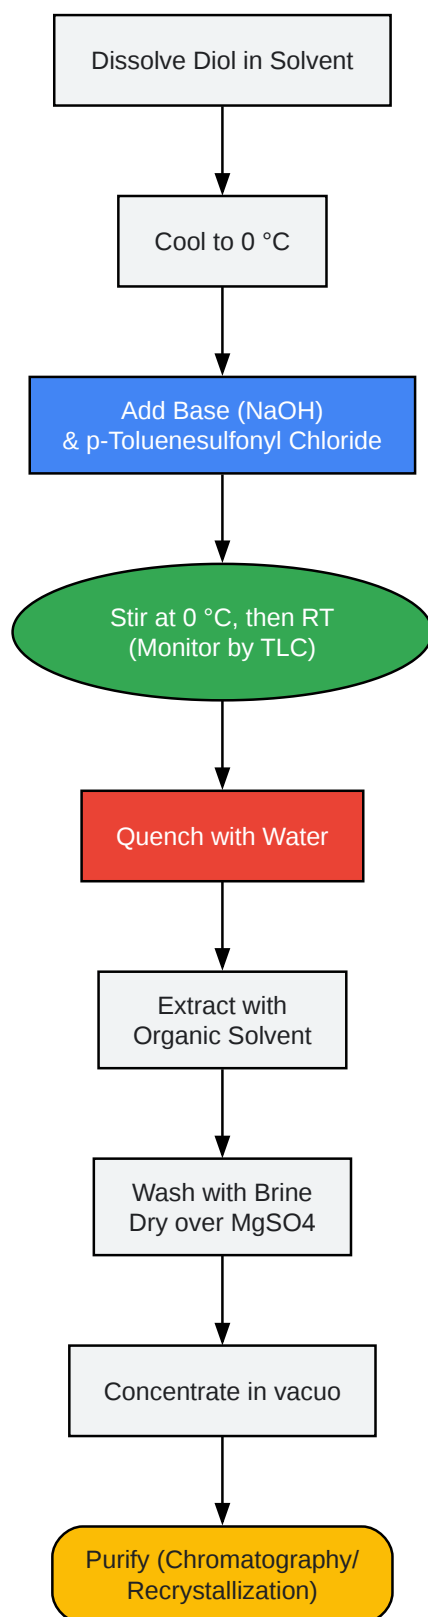 Dissolve Diol in Solvent
Cool to 0 °C
Add Base (NaOH)
& p-Toluenesulfonyl Chloride
Stir at 0 °C, then RT
(Monitor by TLC)
Quench with Water
Extract with
Organic Solvent
Wash with Brine
Dry over MgSO4
Concentrate in vacuo
Purify (Chromatography/
Recrystallization)